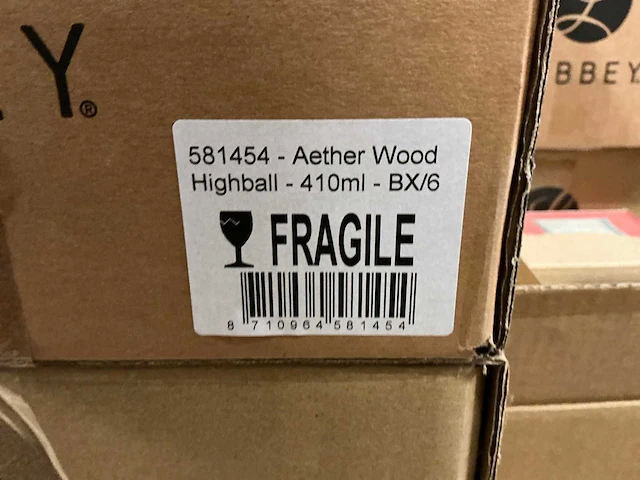 Y®
BBEY
581454 - Aether Wood
Highball - 410ml - BX/6
FRAGILE
8 710964 581454